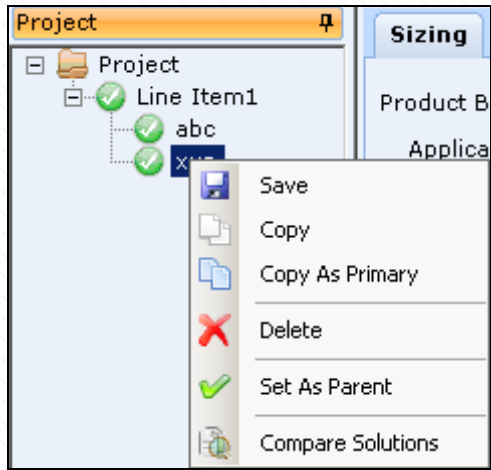 Project
Sizing
Project
Line Item1
Product B
abc
Applica
Save
Copy
Copy As Primary
Delete
Set As Parent
Compare Solutions